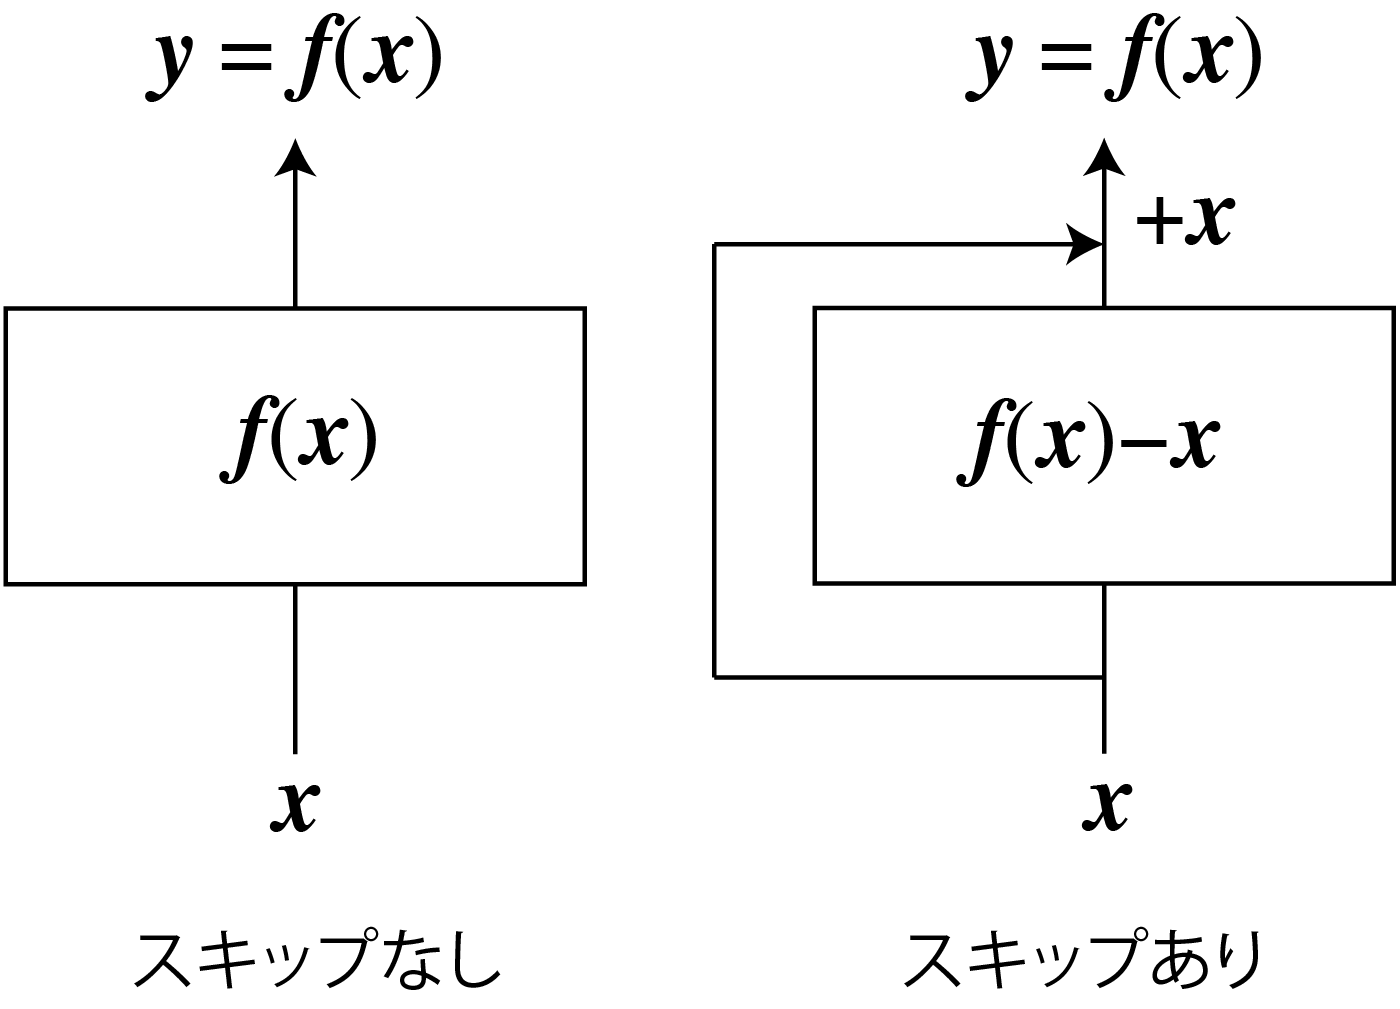 y = f(x)
f(x)
x
スキップなし
y = f(x)
+x
f(x)−x
x
スキップあり